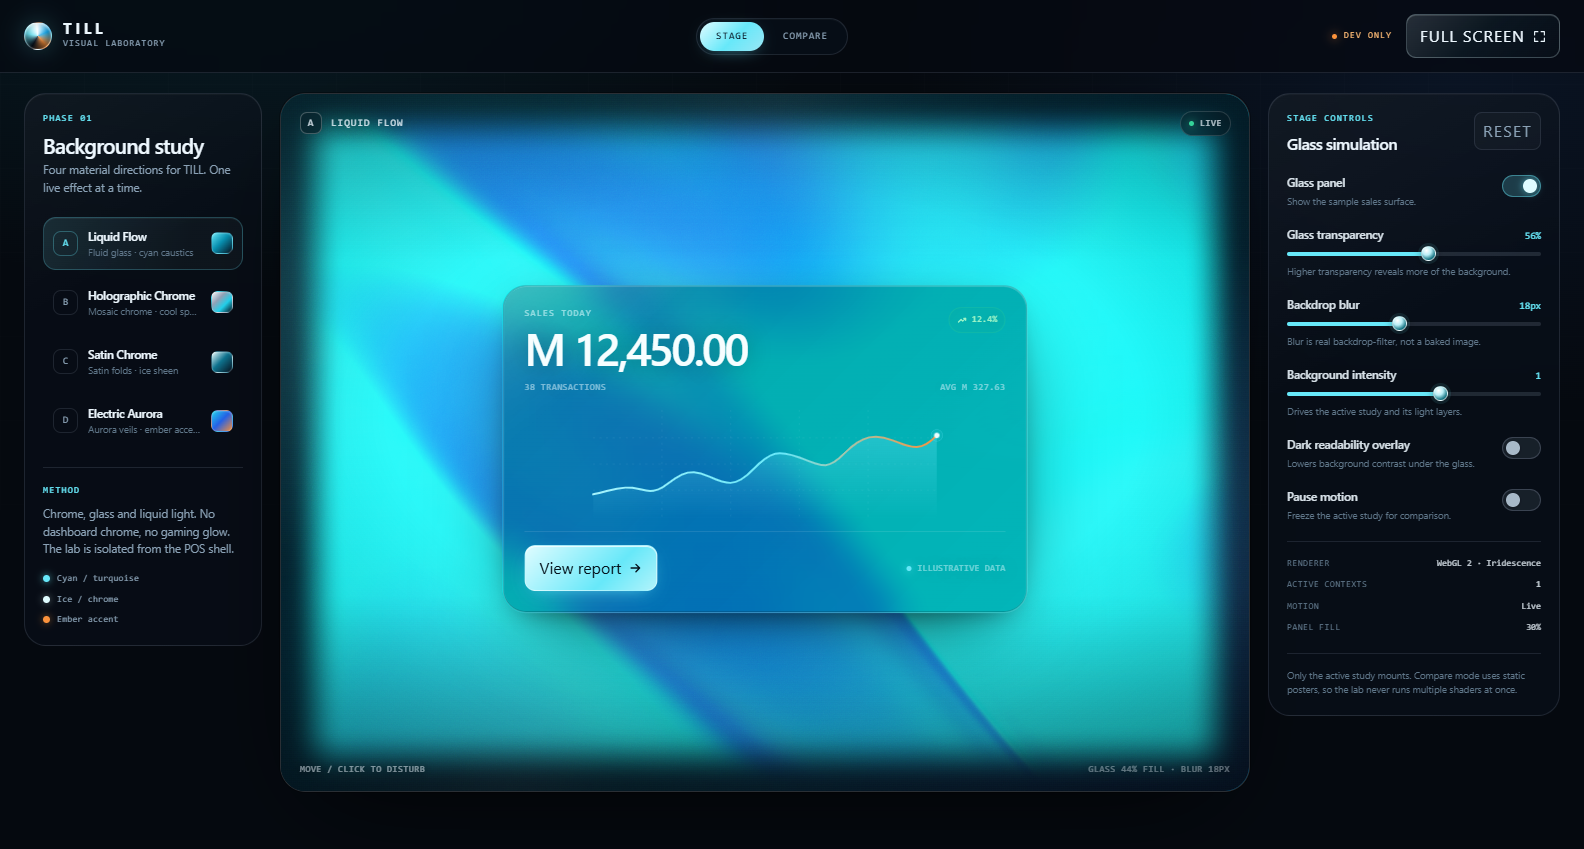 TILL
VISUAL LABORATORY
STAGE
COMPARE
DEV ONLY
FULL SCREEN
PHASE 01
Background study
Four material directions for TILL. One
live effect at a time.
A
Liquid Flow
Fluid glass · cyan caustics
B
Holographic Chrome
Mosaic chrome · cool sp...
C
Satin Chrome
Satin folds · ice sheen
D
Electric Aurora
Aurora veils · ember acce...
METHOD
Chrome, glass and liquid light. No
dashboard chrome, no gaming glow.
The lab is isolated from the POS shell.
Cyan / turquoise
Ice / chrome
Ember accent
A
LIQUID FLOW
LIVE
SALES TODAY
12.4%
M 12,450.00
38 TRANSACTIONS
AVG M 327.63
View report
ILLUSTRATIVE DATA
MOVE / CLICK TO DISTURB
GLASS 44% FILL · BLUR 18PX
STAGE CONTROLS
Glass simulation
RESET
Glass panel
Show the sample sales surface.
Glass transparency
56%
Higher transparency reveals more of the background.
Backdrop blur
18px
Blur is real backdrop-filter, not a baked image.
Background intensity
1
Drives the active study and its light layers.
Dark readability overlay
Lowers background contrast under the glass.
Pause motion
Freeze the active study for comparison.
RENDERER
WebGL 2 · Iridescence
ACTIVE CONTEXTS
1
MOTION
Live
PANEL FILL
30%
Only the active study mounts. Compare mode uses static
posters, so the lab never runs multiple shaders at once.